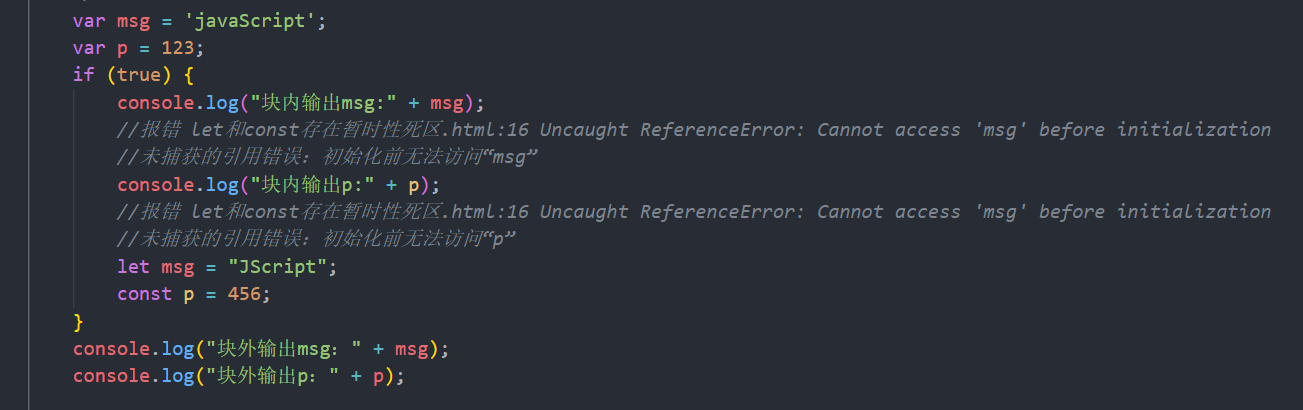 var msg = 'javaScript';
var p = 123;
if (true) {
console.log("块内输出msg:" + msg);
//报错 let和const存在暂时性死区.html:16 Uncaught ReferenceError: Cannot access 'msg' before initialization
//未捕获的引用错误：初始化前无法访问“msg”
console.log("块内输出p:" + p);
//报错 let和const存在暂时性死区.html:16 Uncaught ReferenceError: Cannot access 'msg' before initialization
//未捕获的引用错误：初始化前无法访问“p”
let msg = "JScript";
const p = 456;
}
console.log("块外输出msg：" + msg);
console.log("块外输出p：" + p);